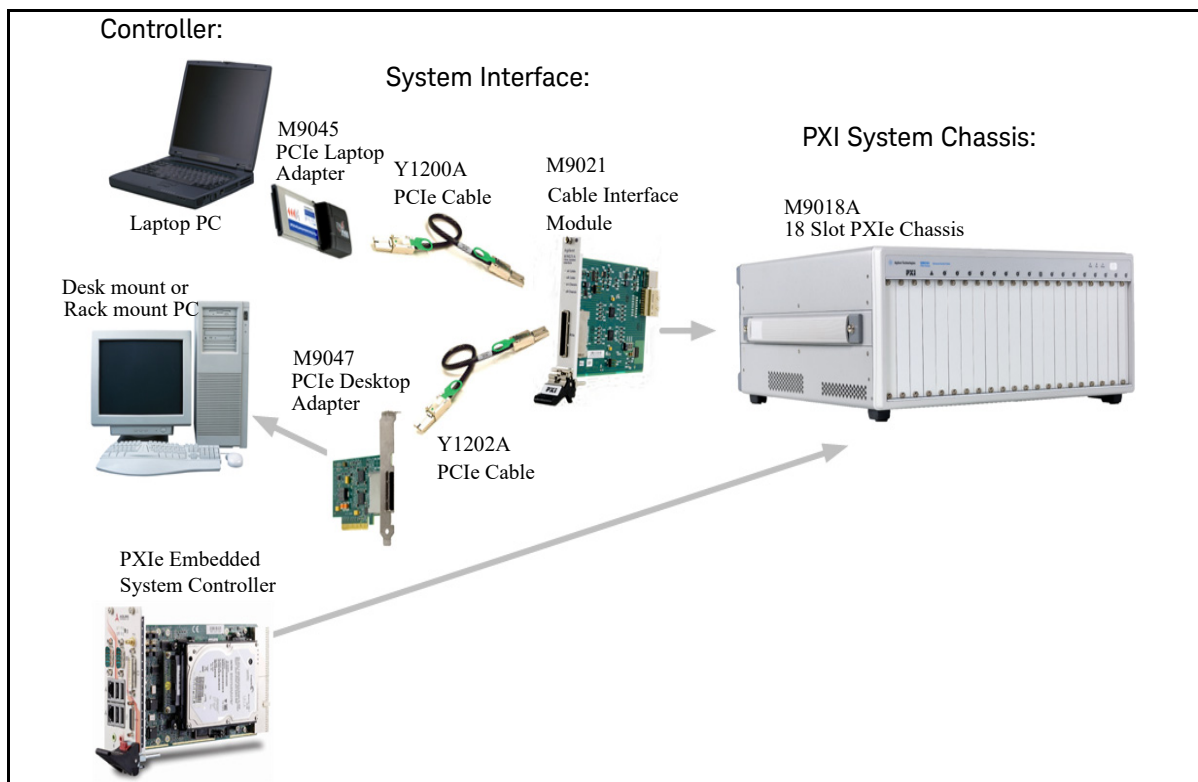 Controller:
System Interface:
PXI System Chassis:
M9045
PCIe Laptop
Adapter
Laptop PC
Y1200A
PCIe Cable
M9021
Cable Interface
Module
M9018A
18 Slot PXIe Chassis
Desk mount or
Rack mount PC
M9047
PCIe Desktop
Adapter
Y1202A
PCIe Cable
PXIe Embedded
System Controller
PXI
PXI